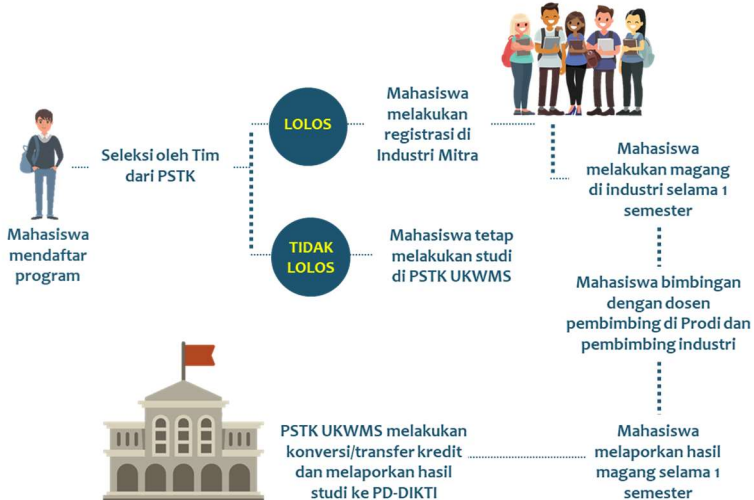 Mahasiswa
mendaftar
program
Seleksi oleh Tim
dari PSTK
LOLOS
Mahasiswa
melakukan
registrasi di
Industri Mitra
TIDAK
LOLOS
Mahasiswa tetap
melakukan studi
di PSTK UKWMS
Mahasiswa
melakukan magang
di industri selama 1
semester
Mahasiswa bimbingan
dengan dosen
pembimbing di Prodi dan
pembimbing industri
Mahasiswa
melaporkan hasil
magang selama 1
semester
PSTK UKWMS melakukan
konversi/transfer kredit
dan melaporkan hasil
studi ke PD-DIKTI